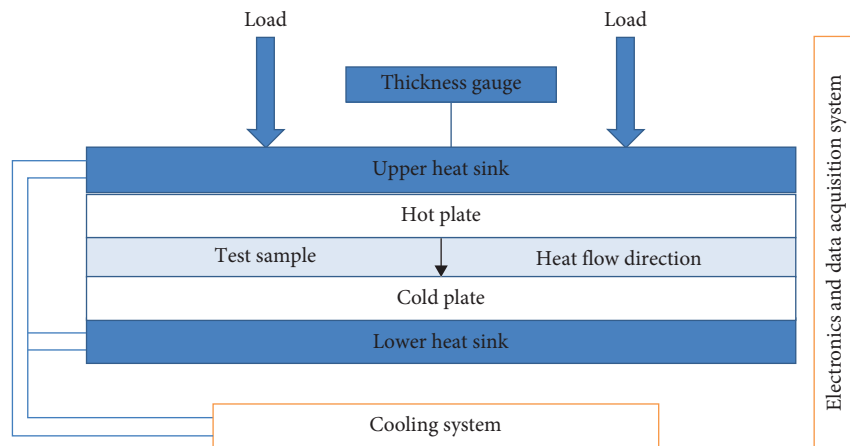 Load
Load
Thickness gauge
Upper heat sink
Hot plate
Test sample
Heat flow direction
Cold plate
Lower heat sink
Cooling system
Electronics and data acquisition system